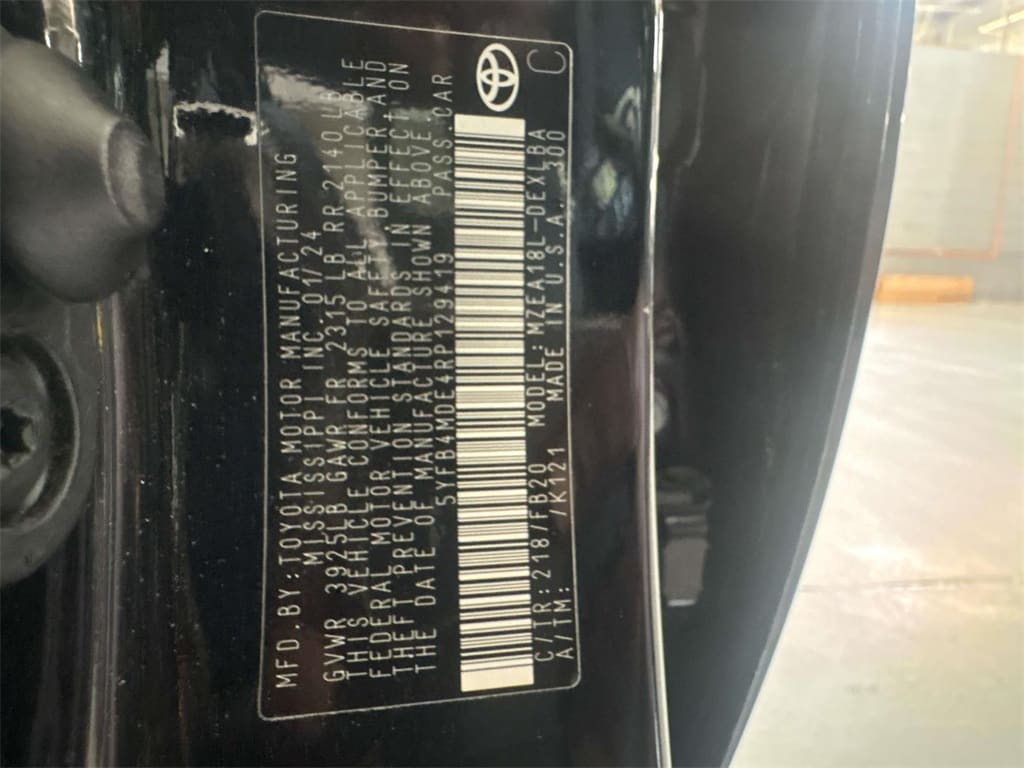 MFD.BY:TOYOTA MOTOR MANUFACTURING
MISSISSIPPI INC.01/24
GVWR 3925LB GAWR FR 2315 LB RR 2140 LB
THIS VEHICLE CONFORMS TO ALL APPLICABLE
FEDERAL MOTOR VEHICLE SAFETY, BUMPER, AND
THEFT PREVENTION STANDARDS IN EFFECT ON
THE DATE OF MANUFACTURE SHOWN ABOVE.
5YFB4MDE4RP129419 PASS.CAR
C/TR:218/FB20 MODEL:MZEA18L-DEXLBA
A/TM: /K121 MADE IN U.S.A. 300
C